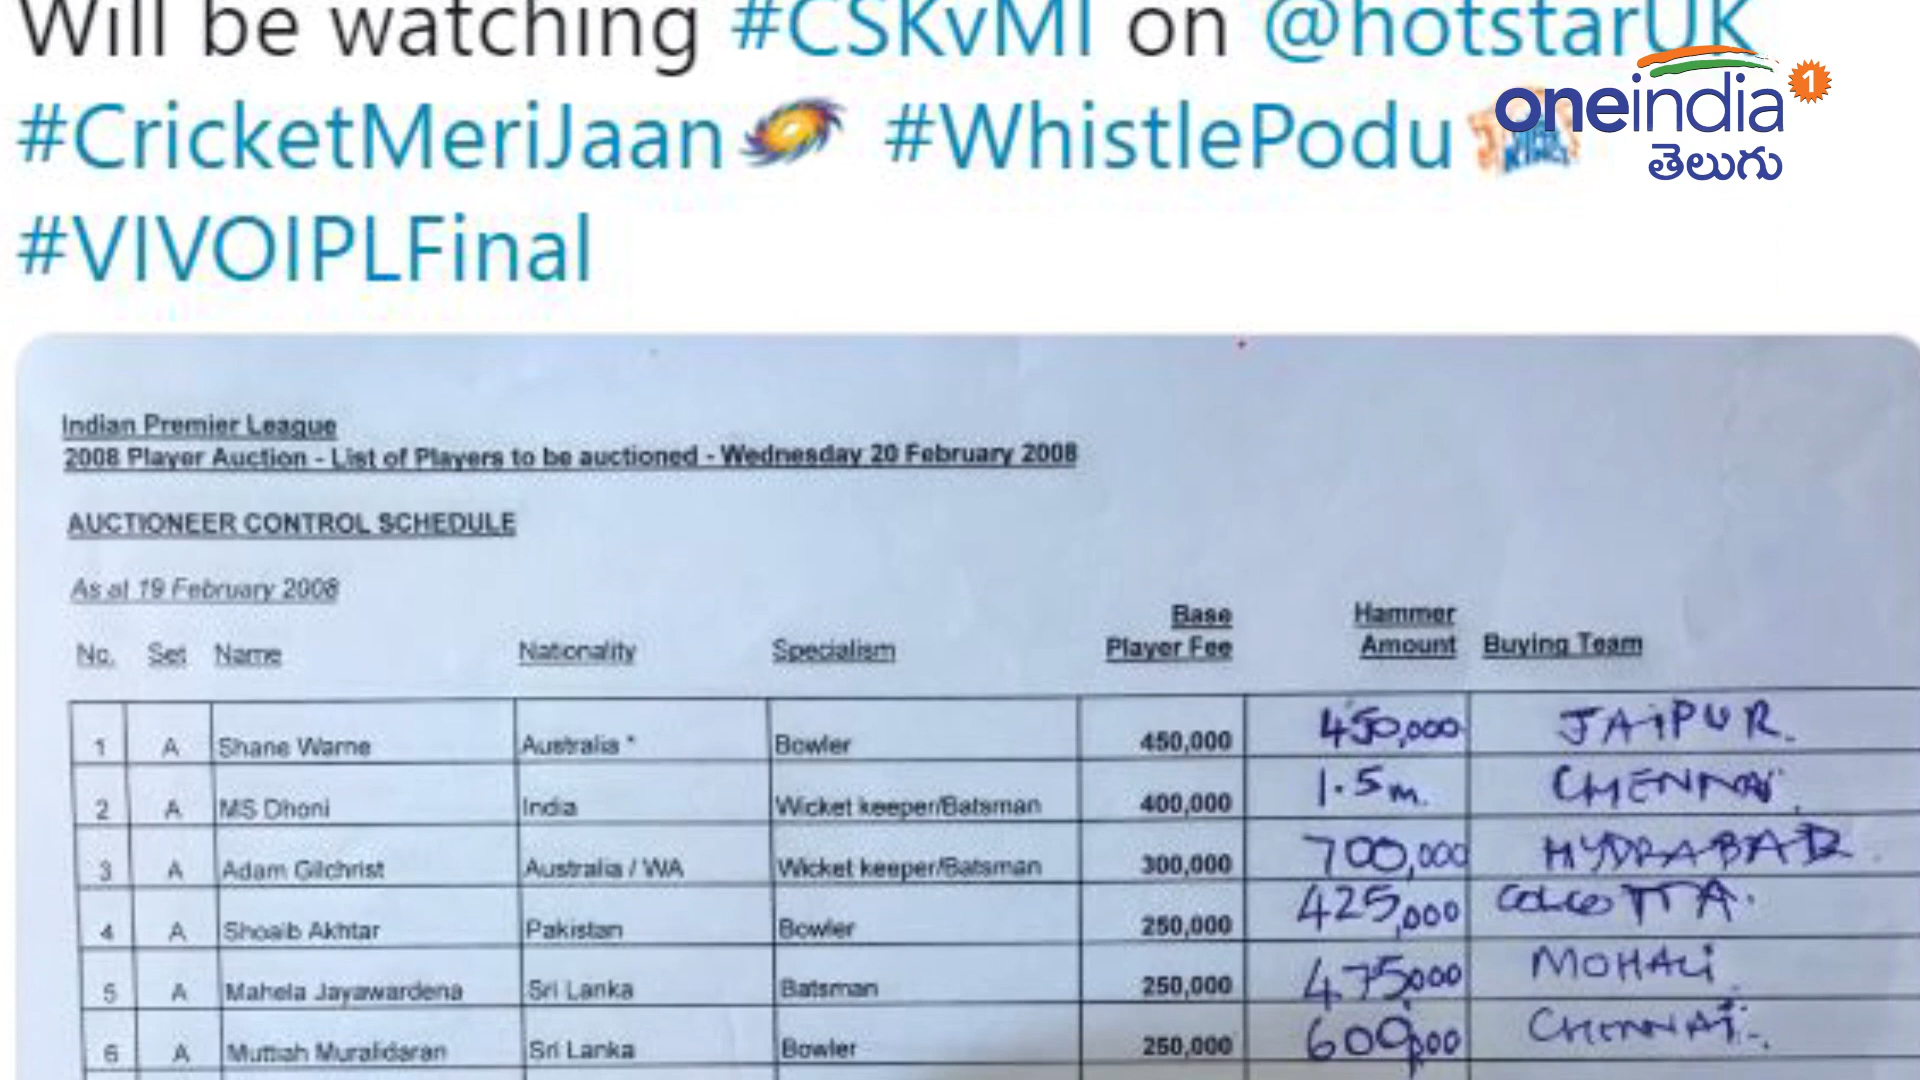 Will be watching #CSKvMI on @hotstarUK
#CricketMeriJaan #WhistlePodu
#VIVOIPLFinal
oneindia 1
తెలుగు
Indian Premier League
2008 Player Auction - List of Players to be auctioned - Wednesday 20 February 2008
AUCTIONEER CONTROL SCHEDULE
As at 19 February 2008
No. Set Name Nationality Specialism Base Player Fee Hammer Amount Buying Team
1 A Shane Warne Australia * Bowler 450,000 450,000 JAIPUR.
2 A MS Dhoni India Wicket keeper/Batsman 400,000 1.5m. CHENNAI.
3 A Adam Gilchrist Australia / WA Wicket keeper/Batsman 300,000 700,000 HYDRABAD.
4 A Shoaib Akhtar Pakistan Bowler 250,000 425,000
5 A Mahela Jayawardena Sri Lanka Batsman 250,000 475,000 MOHALI
6 A Muttiah Muralidaran Sri Lanka Bowler 250,000 600,000 CHENNAI.